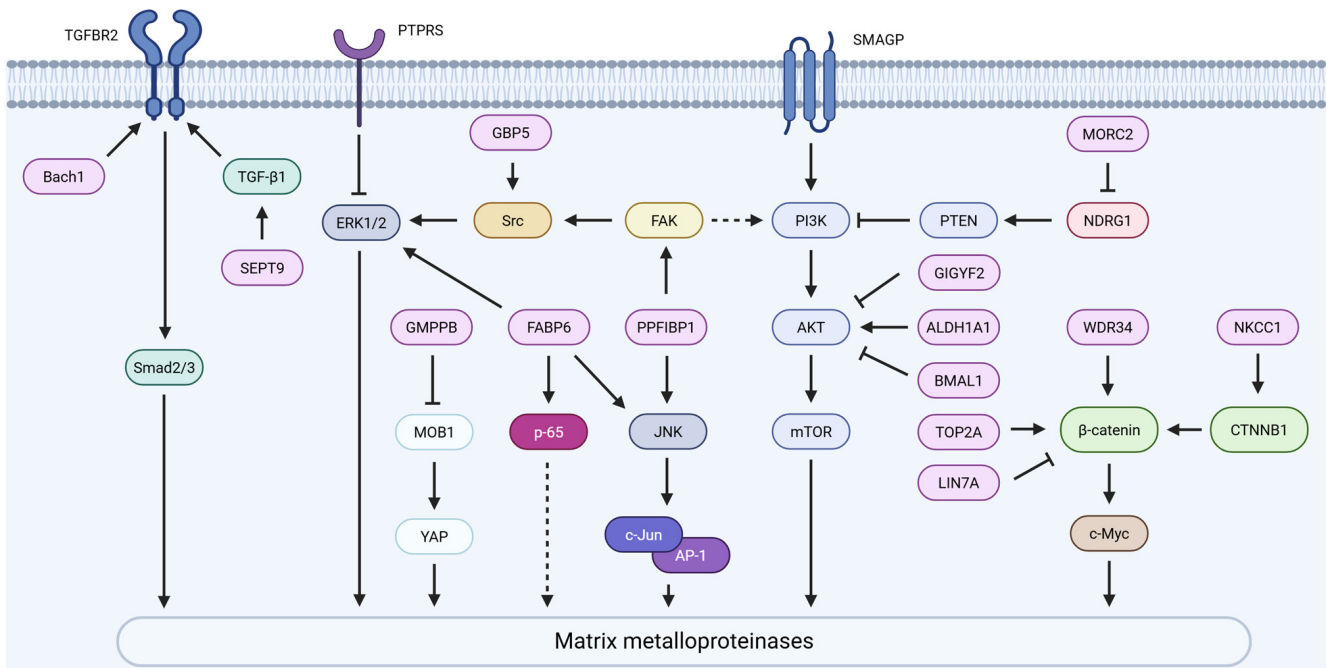 TGFBR2
PTPRS
SMAGP
GBP5
MORC2
Bach1
TGF-β1
ERK1/2
Src
FAK
PI3K
PTEN
NDRG1
SEPT9
GIGYF2
GMPPB
FABP6
PPFIBP1
AKT
ALDH1A1
WDR34
NKCC1
Smad2/3
BMAL1
MOB1
p-65
JNK
mTOR
TOP2A
β-catenin
CTNNB1
LIN7A
YAP
c-Jun
AP-1
c-Myc
Matrix metalloproteinases